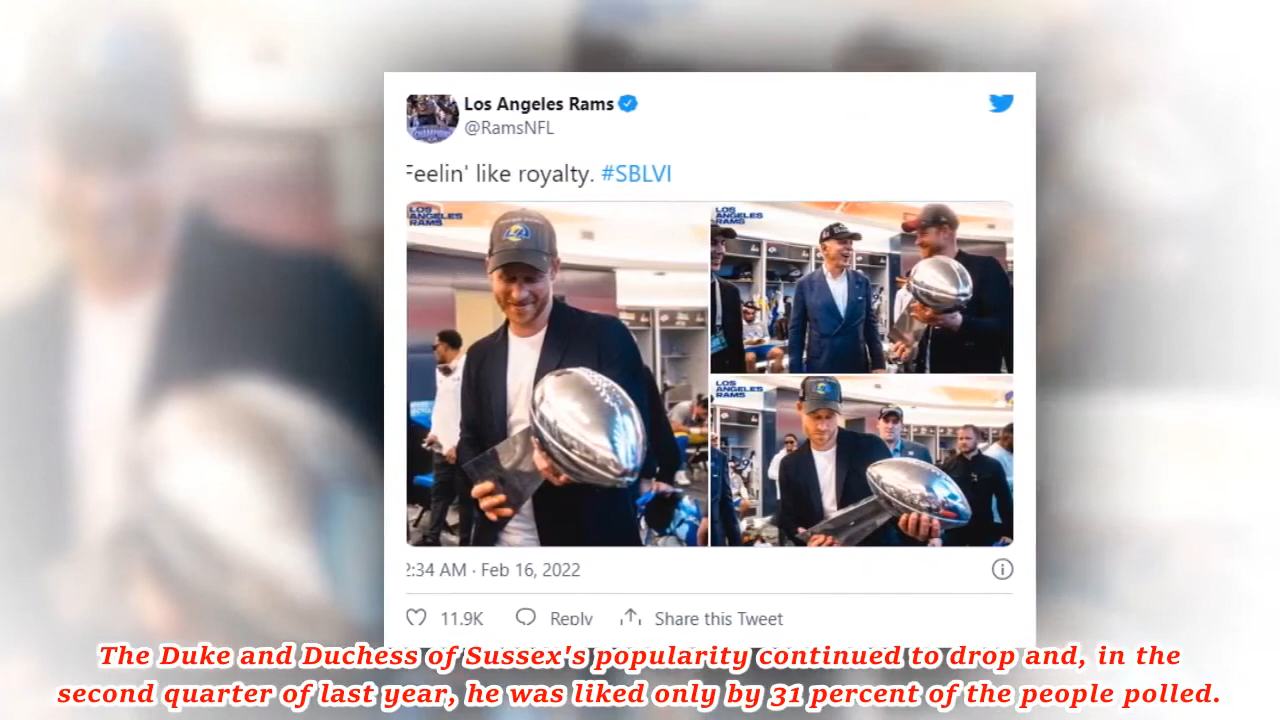 Los Angeles Rams
@RamsNFL
Feelin' like royalty. #SBLVI
LOS
ANGELES
RAMS
LOS
ANGELES
RAMS
LOS
ANGELES
RAMS
2:34 AM · Feb 16, 2022
11.9K Reply Share this Tweet
The Duke and Duchess of Sussex's popularity continued to drop and, in the
second quarter of last year, he was liked only by 31 percent of the people polled.